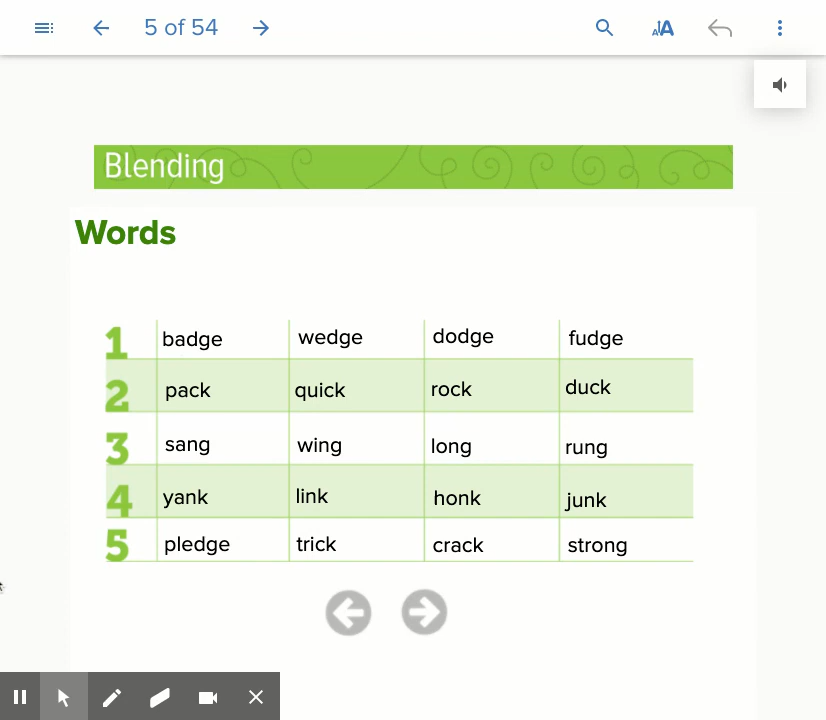 5 of 54
AA
Blending
Words
1 badge wedge dodge fudge
2 pack quick rock duck
3 sang wing long rung
4 yank link honk junk
5 pledge trick crack strong